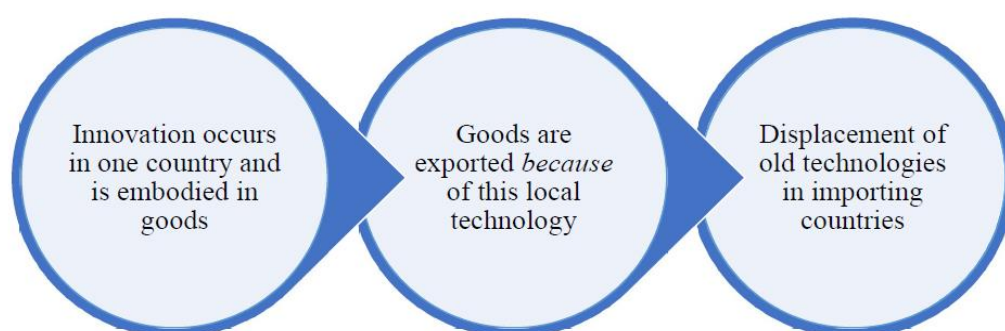 Innovation occurs
in one country and
is embodied in
goods
Goods are
exported because
of this local
technology
Displacement of
old technologies
in importing
countries